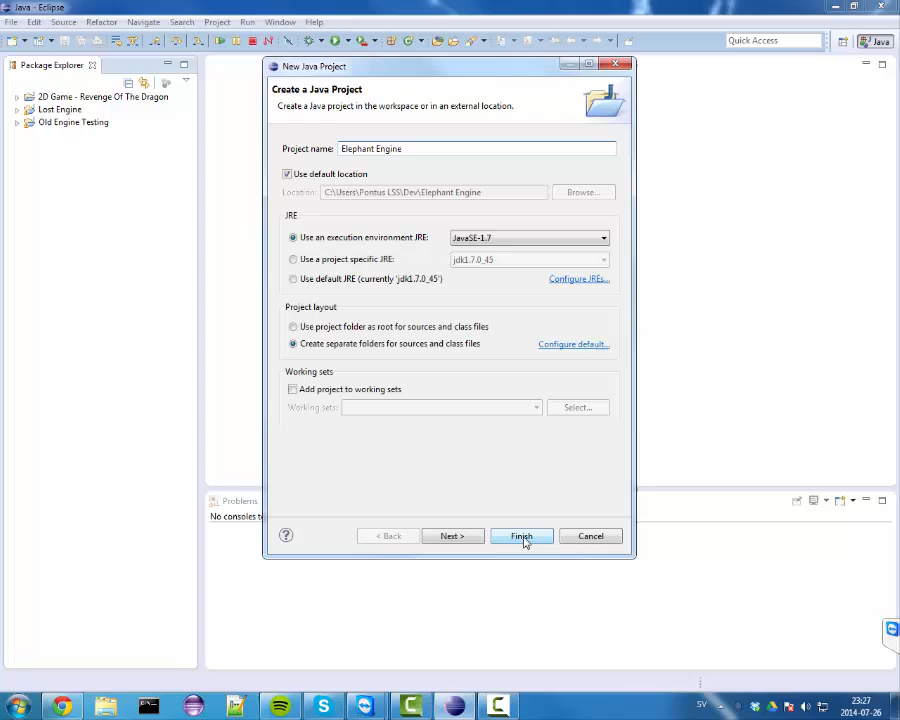 Java - Eclipse
File Edit Source Refactor Navigate Search Project Run Window Help
Quick Access
Java
Package Explorer
2D Game - Revenge Of The Dragon
Lost Engine
Old Engine Testing
New Java Project
Create a Java Project
Create a Java project in the workspace or in an external location.
Project name: Elephant Engine
Use default location
Location: C:\Users\Pontus LSS\Dev\Elephant Engine Browse...
JRE
Use an execution environment JRE: JavaSE-1.7
Use a project specific JRE: jdk1.7.0_45
Use default JRE (currently 'jdk1.7.0_45') Configure JREs...
Project layout
Use project folder as root for sources and class files
Create separate folders for sources and class files Configure default...
Working sets
Add project to working sets
Working sets: Select...
Problems
No consoles
? < Back Next > Finish Cancel
SV
23:27
2014-07-26